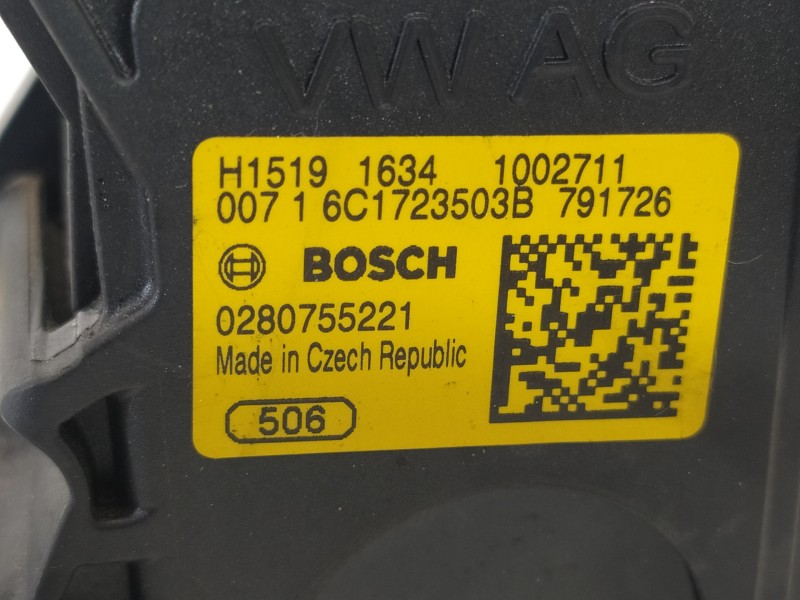 VW AG
H1519 1634 1002711
007 1 6C1723503B 791726
BOSCH
0280755221
Made in Czech Republic
506